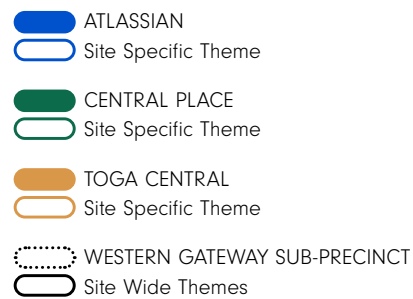 ATLASSIAN
Site Specific Theme
CENTRAL PLACE
Site Specific Theme
TOGA CENTRAL
Site Specific Theme
WESTERN GATEWAY SUB-PRECINCT
Site Wide Themes